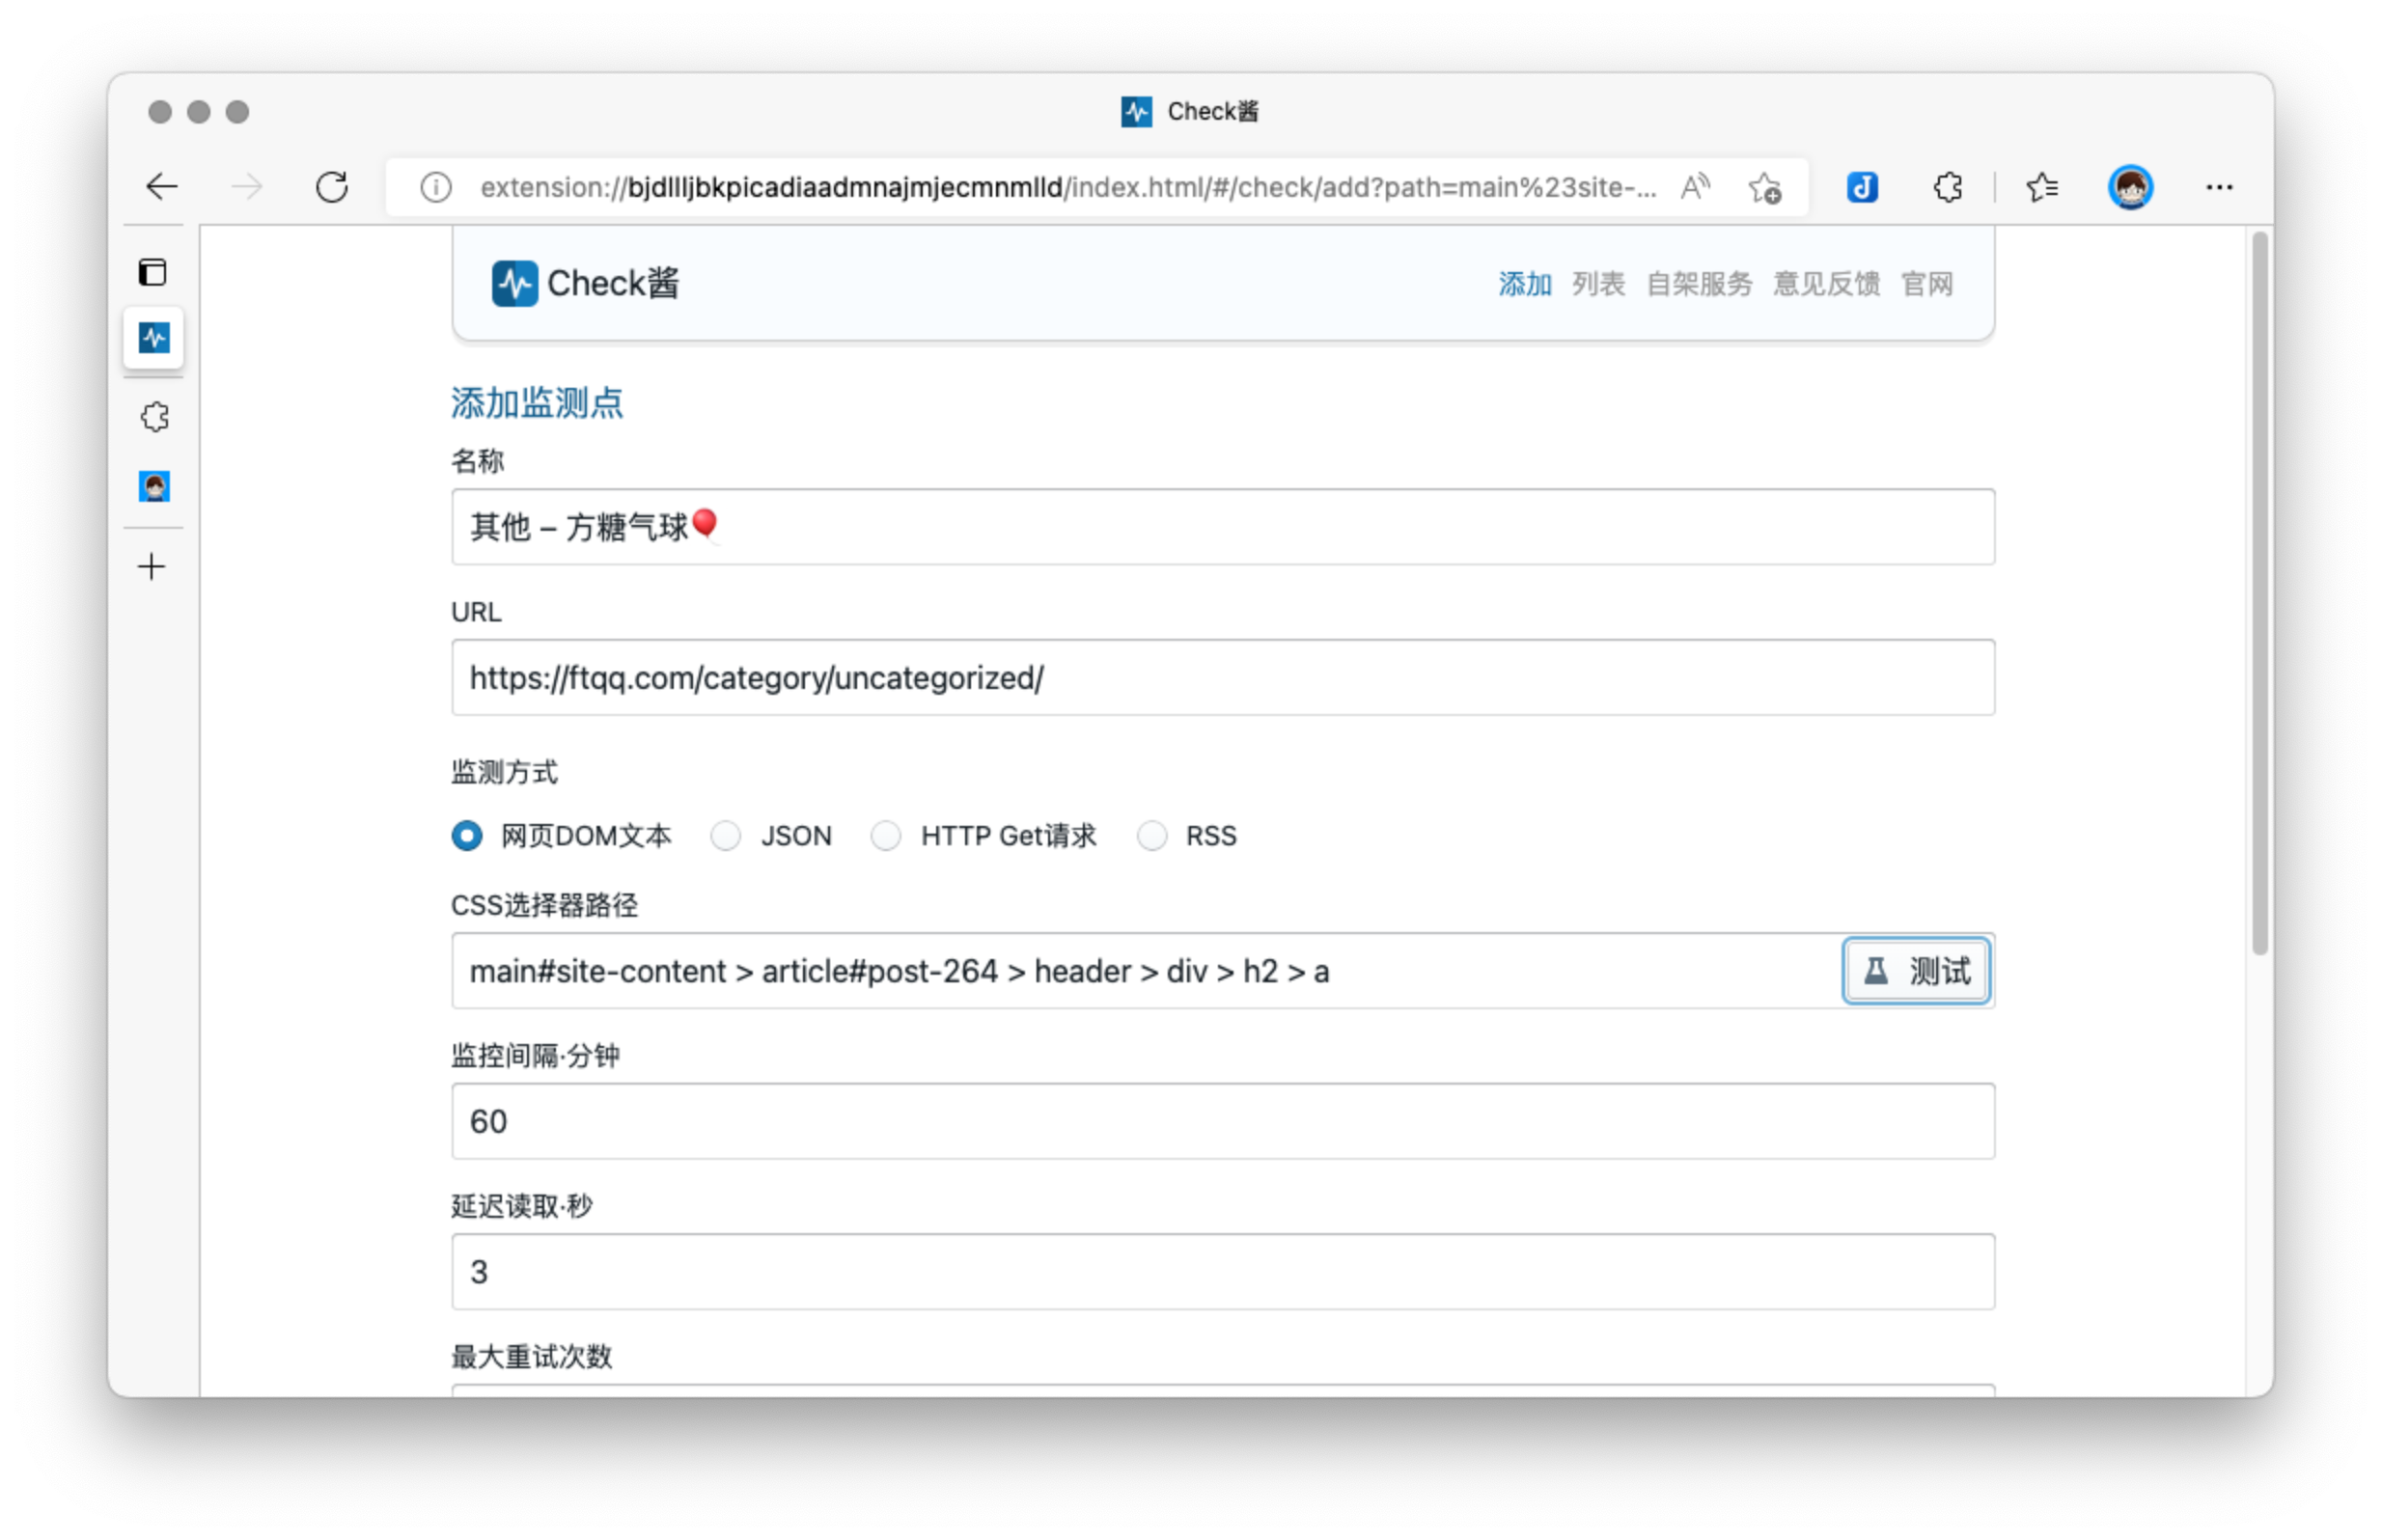 Check酱
extension://bjdllljbkpicadiaadmnajmjecmnmlld/index.html/#/check/add?path=main%23site-...
Check酱
添加 列表 自架服务 意见反馈 官网
添加监测点
名称
其他 – 方糖气球🎈
URL
https://ftqq.com/category/uncategorized/
监测方式
网页DOM文本 JSON HTTP Get请求 RSS
CSS选择器路径
main#site-content > article#post-264 > header > div > h2 > a
测试
监控间隔·分钟
60
延迟读取·秒
3
最大重试次数